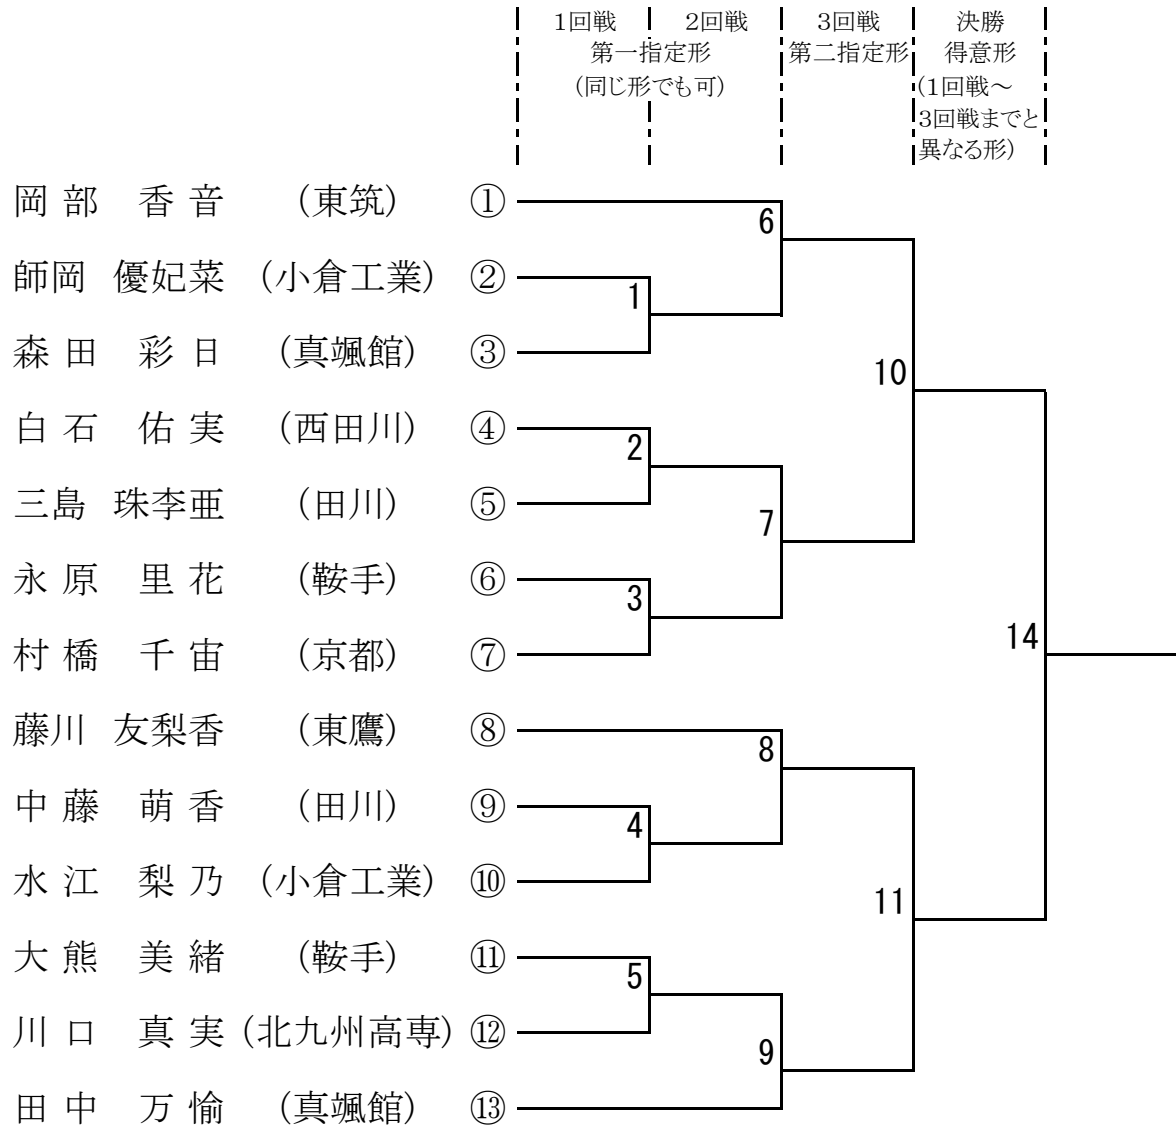 1回戦 2回戦 3回戦 決勝
第一指定形 第二指定形 得意形
(同じ形でも可) (1回戦～
3回戦までと
異なる形)
岡部 香音 (東筑) ①
6
師岡 優妃菜 (小倉工業) ②
1
森田 彩日 (真颯館) ③
10
白石 佑実 (西田川) ④
2
三島 珠李亜 (田川) ⑤
7
永原 里花 (鞍手) ⑥
3
14
村橋 千宙 (京都) ⑦
藤川 友梨香 (東鷹) ⑧
8
中藤 萌香 (田川) ⑨
4
水江 梨乃 (小倉工業) ⑩
11
大熊 美緒 (鞍手) ⑪
5
川口 真実 (北九州高専) ⑫
9
田中 万愉 (真颯館) ⑬